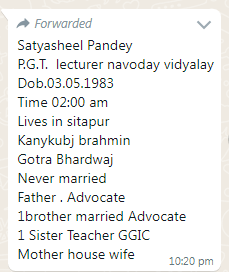 Forwarded
Satyasheel Pandey
P.G.T.  lecturer navoday vidyalay
Dob.03.05.1983
Time 02:00 am
Lives in sitapur
Kanykubj brahmin
Gotra Bhardwaj
Never married
Father . Advocate
1brother married Advocate
1 Sister Teacher GGIC
Mother house wife
10:20 pm